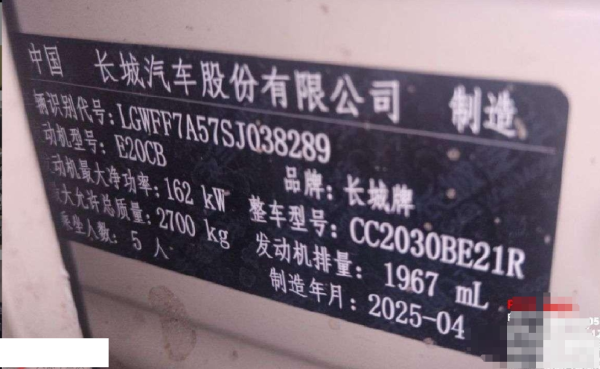 中国 长城汽车股份有限公司 制造
辆识别代号: LGWFF7A57SJ038289
动机型号: E20CB 品牌: 长城牌
动机最大净功率: 162 kW 整车型号: CC2030BE21R
大允许总质量: 2700 kg 发动机排量: 1967 mL
乘坐人数: 5 人 制造年月: 2025-04